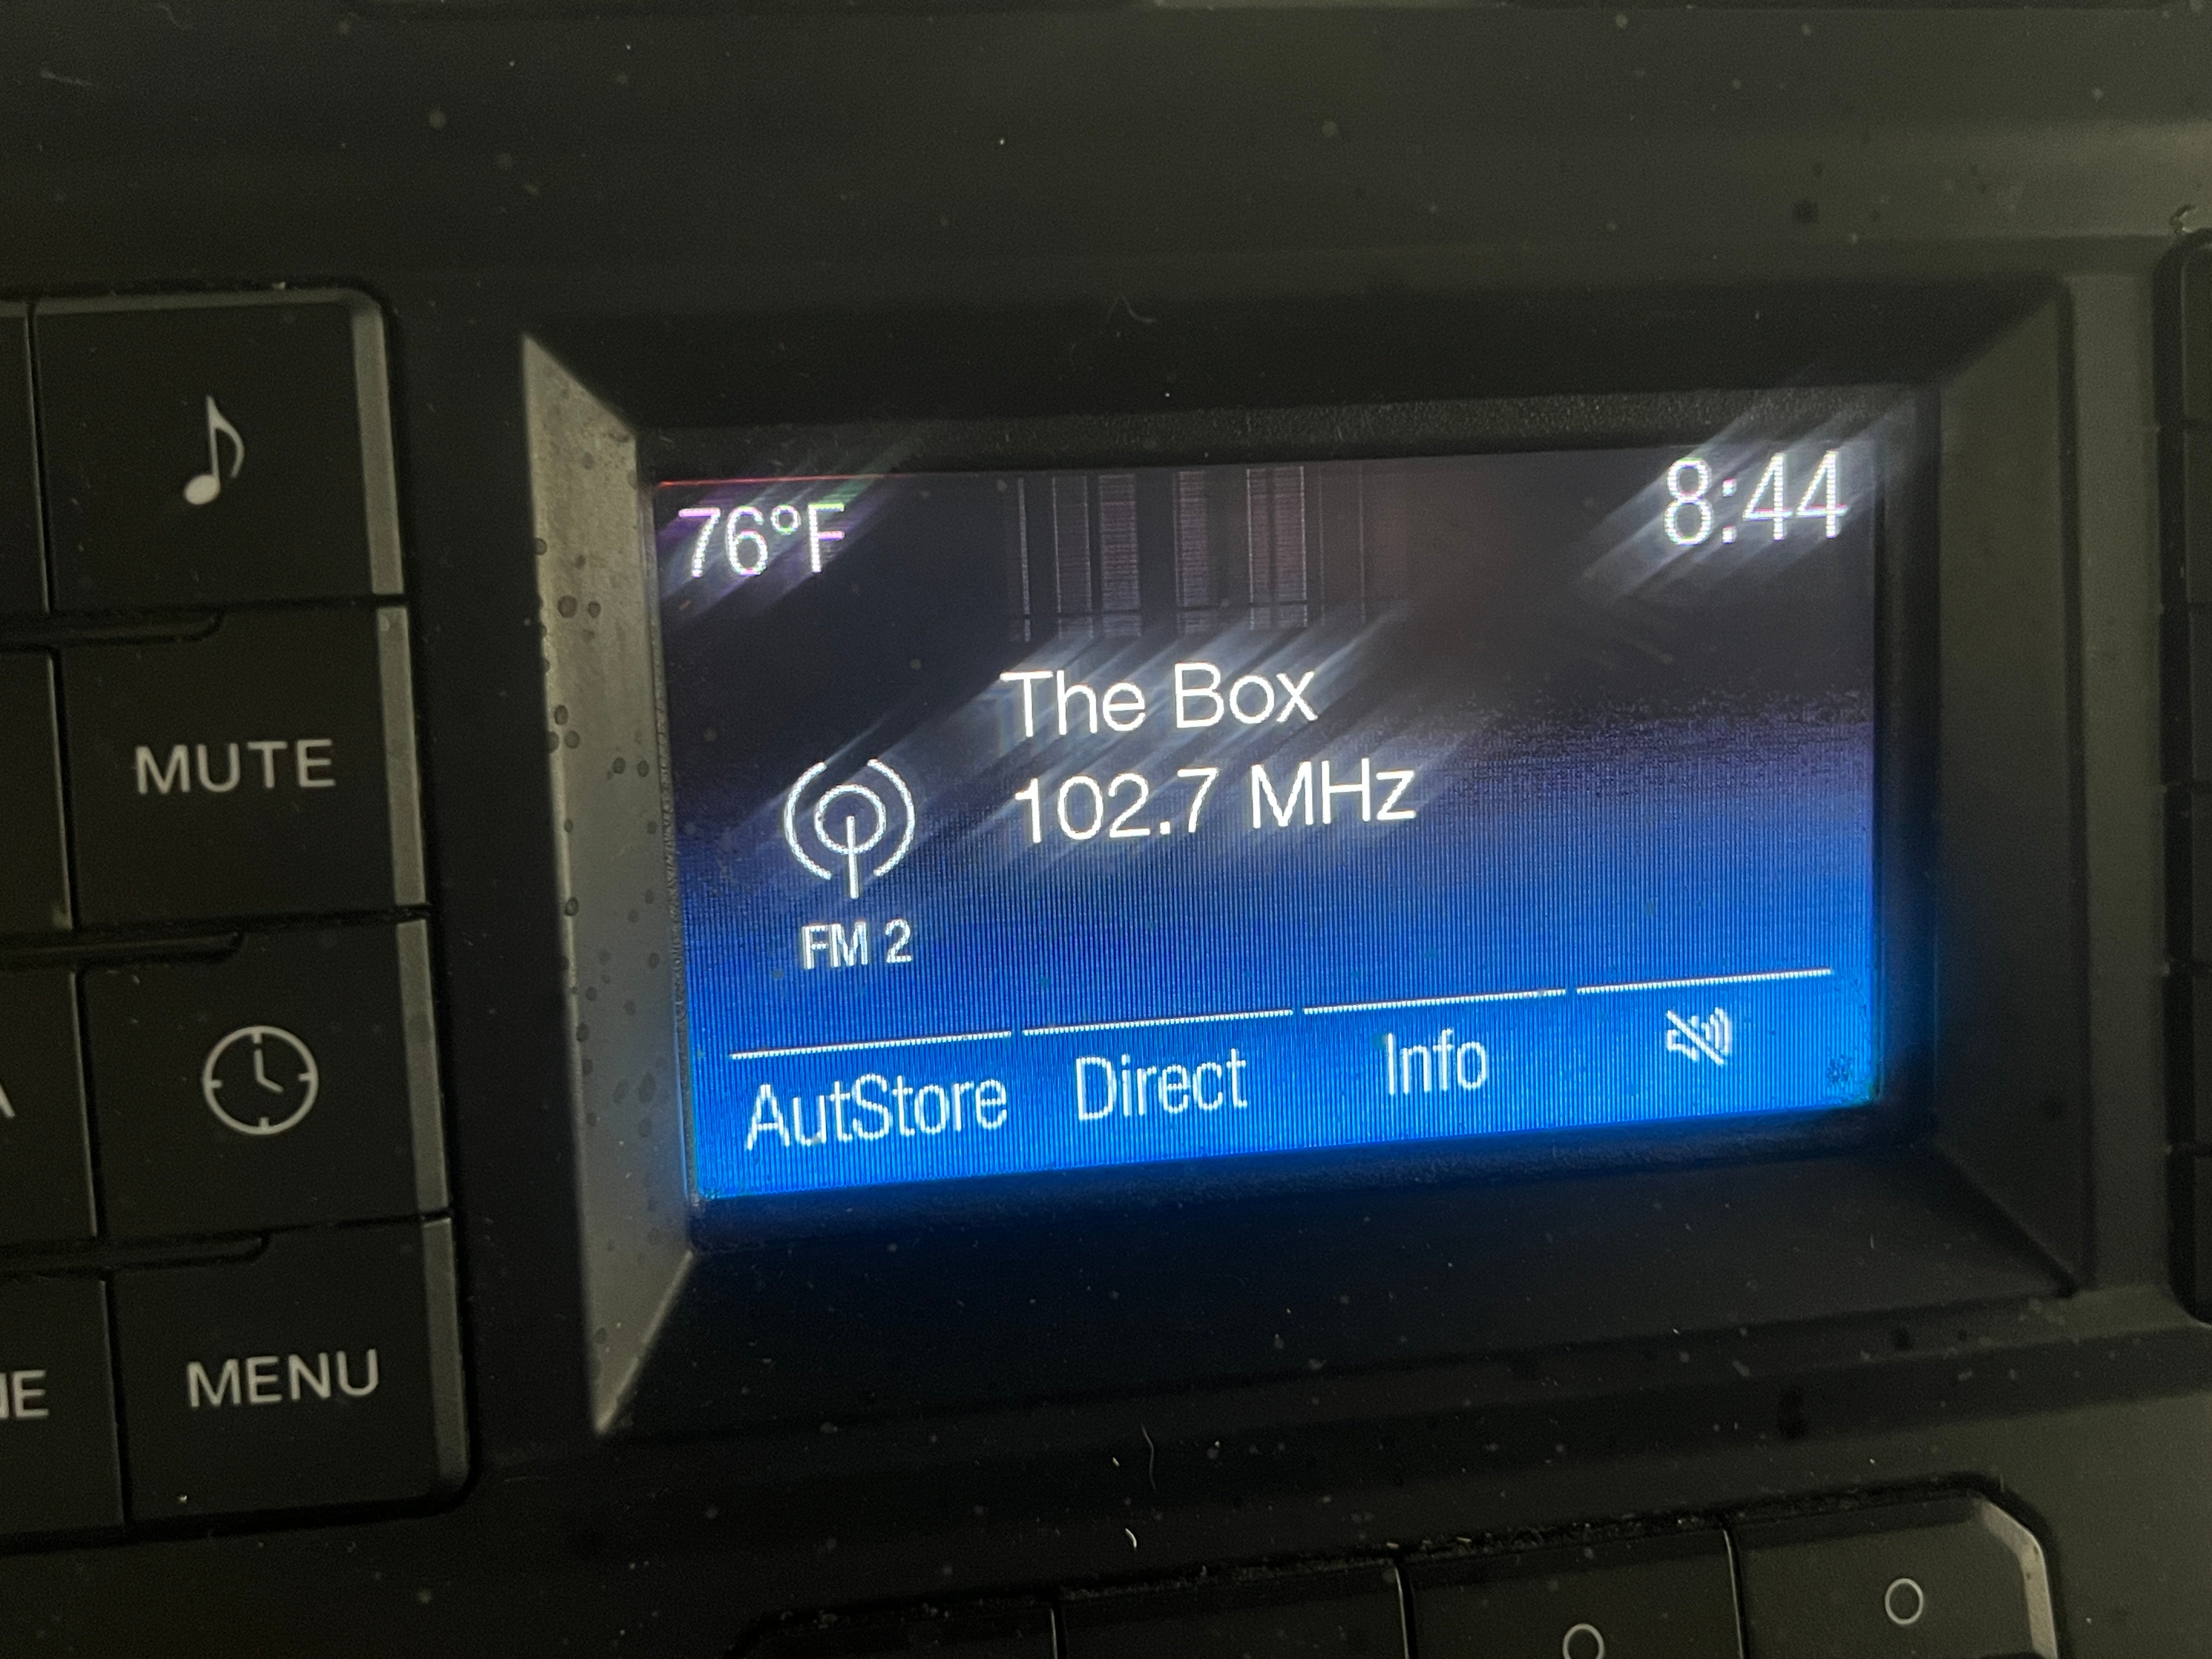 76°F
8:44
The Box
102.7 MHz
FM 2
AutStore
Direct
Info
MUTE
MENU